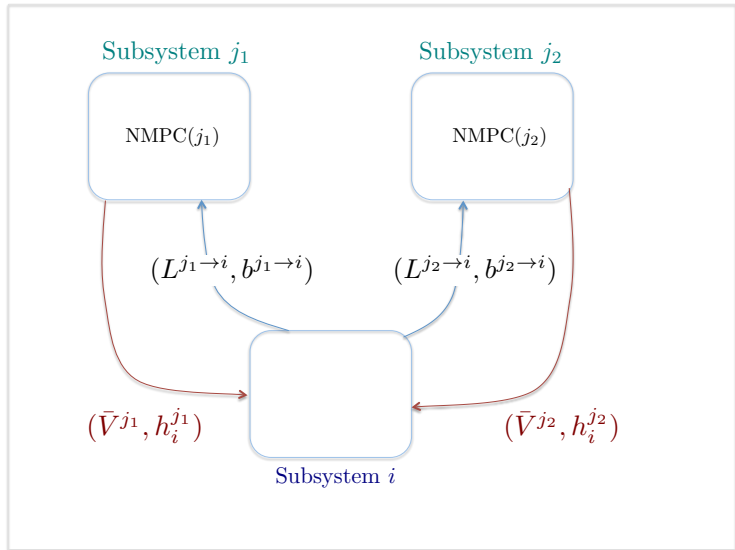 Subsystem j₁ Subsystem j₂
NMPC(j₁) NMPC(j₂)
(L^{j₁→i}, b^{j₁→i}) (L^{j₂→i}, b^{j₂→i})
(V̄^{j₁}, h_i^{j₁}) (V̄^{j₂}, h_i^{j₂})
Subsystem i